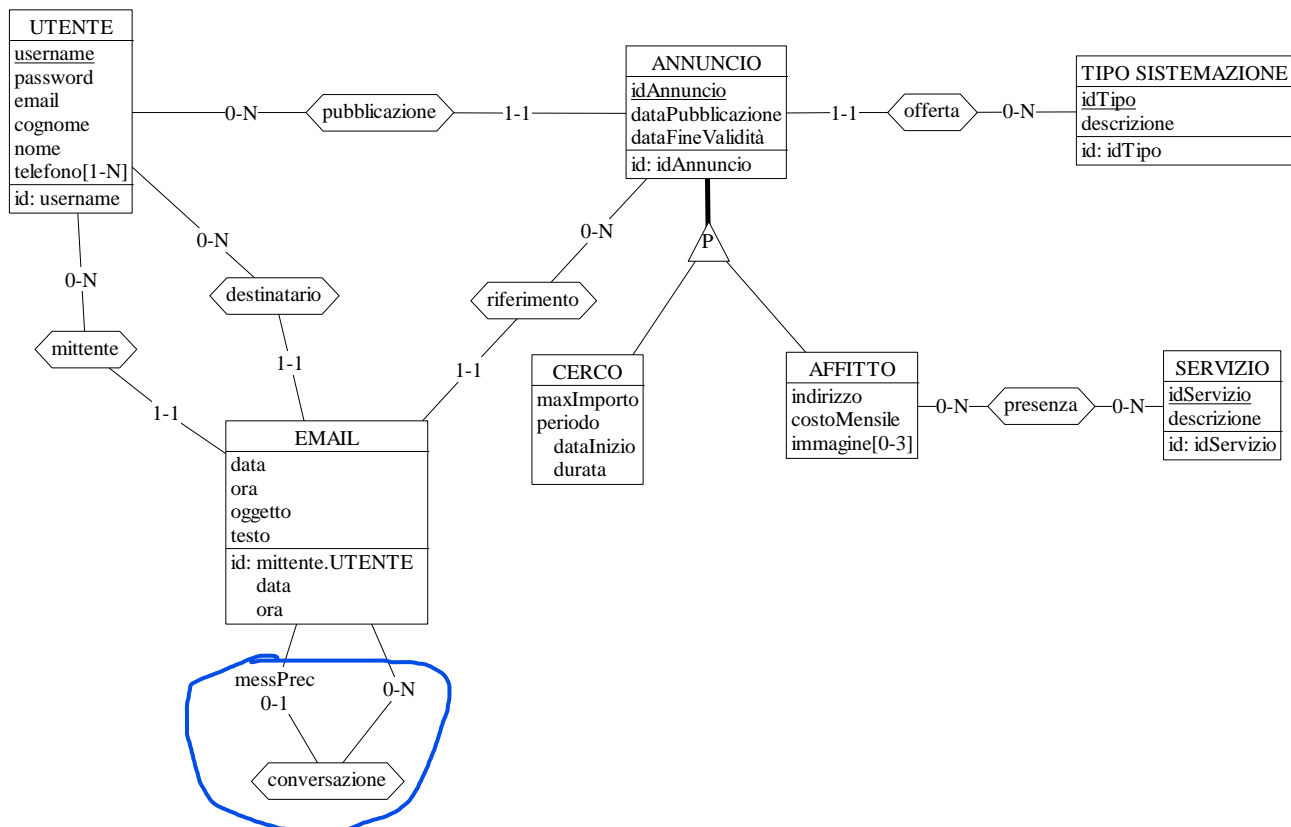 UTENTE
username
password
email
cognome
nome
telefono[1-N]
id: username
0-N
pubblicazione
1-1
ANNUNCIO
idAnnuncio
dataPubblicazione
dataFineValidità
id: idAnnuncio
1-1
offerta
0-N
TIPO SISTEMAZIONE
idTipo
descrizione
id: idTipo
0-N
mittente
1-1
0-N
destinatario
1-1
0-N
riferimento
1-1
P
CERCO
maxImporto
periodo
dataInizio
durata
AFFITTO
indirizzo
costoMensile
immagine[0-3]
0-N
presenza
0-N
SERVIZIO
idServizio
descrizione
id: idServizio
EMAIL
data
ora
oggetto
testo
id: mittente.UTENTE
data
ora
messPrec
0-1
0-N
conversazione